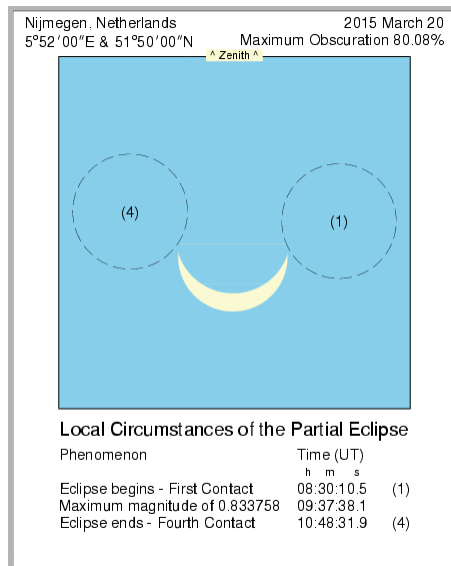 Nijmegen, Netherlands 2015 March 20
5°52'00"E & 51°50'00"N Maximum Obscuration 80.08%
^ Zenith ^
(4) (1)
Local Circumstances of the Partial Eclipse
Phenomenon Time (UT)
h m s
Eclipse begins - First Contact 08:30:10.5 (1)
Maximum magnitude of 0.833758 09:37:38.1
Eclipse ends - Fourth Contact 10:48:31.9 (4)